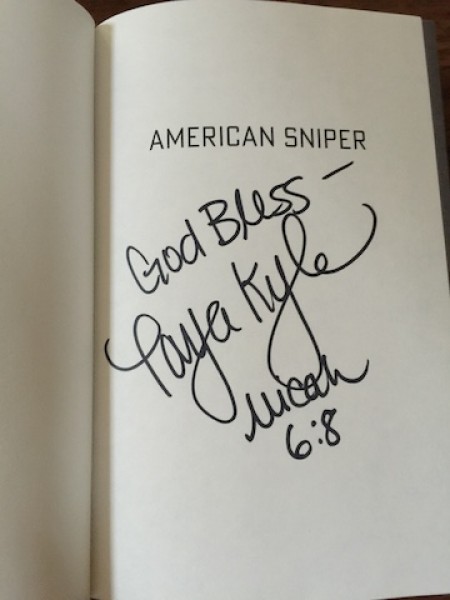 AMERICAN SNIPER
God Bless –
Taya Kyle
Micah
6:8